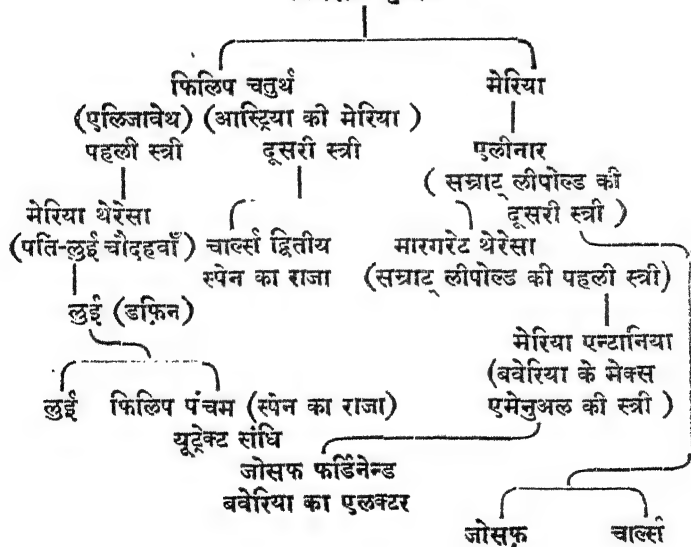 फिलिप चतुर्थ मेरिया
(एलिजावेथ) (आस्ट्रिया की मेरिया)
पहली स्त्री दूसरी स्त्री एलीनार
(सम्राट् लीपोल्ड की
दूसरी स्त्री)
मेरिया थेरेसा
(पति-लुई चौदहवाँ) चार्ल्स द्वितीय मारगरेट थेरेसा
स्पेन का राजा (सम्राट् लीपोल्ड की पहली स्त्री)
लुई (डफ़िन)
मेरिया एन्टानिया
(बवेरिया के मेक्स
एमेनुअल की स्त्री)
लुई फिलिप पंचम (स्पेन का राजा)
यूट्रेक्ट संधि
जोसफ फर्डिनेन्ड
बवेरिया का एलक्टर
जोसफ़ चार्ल्स